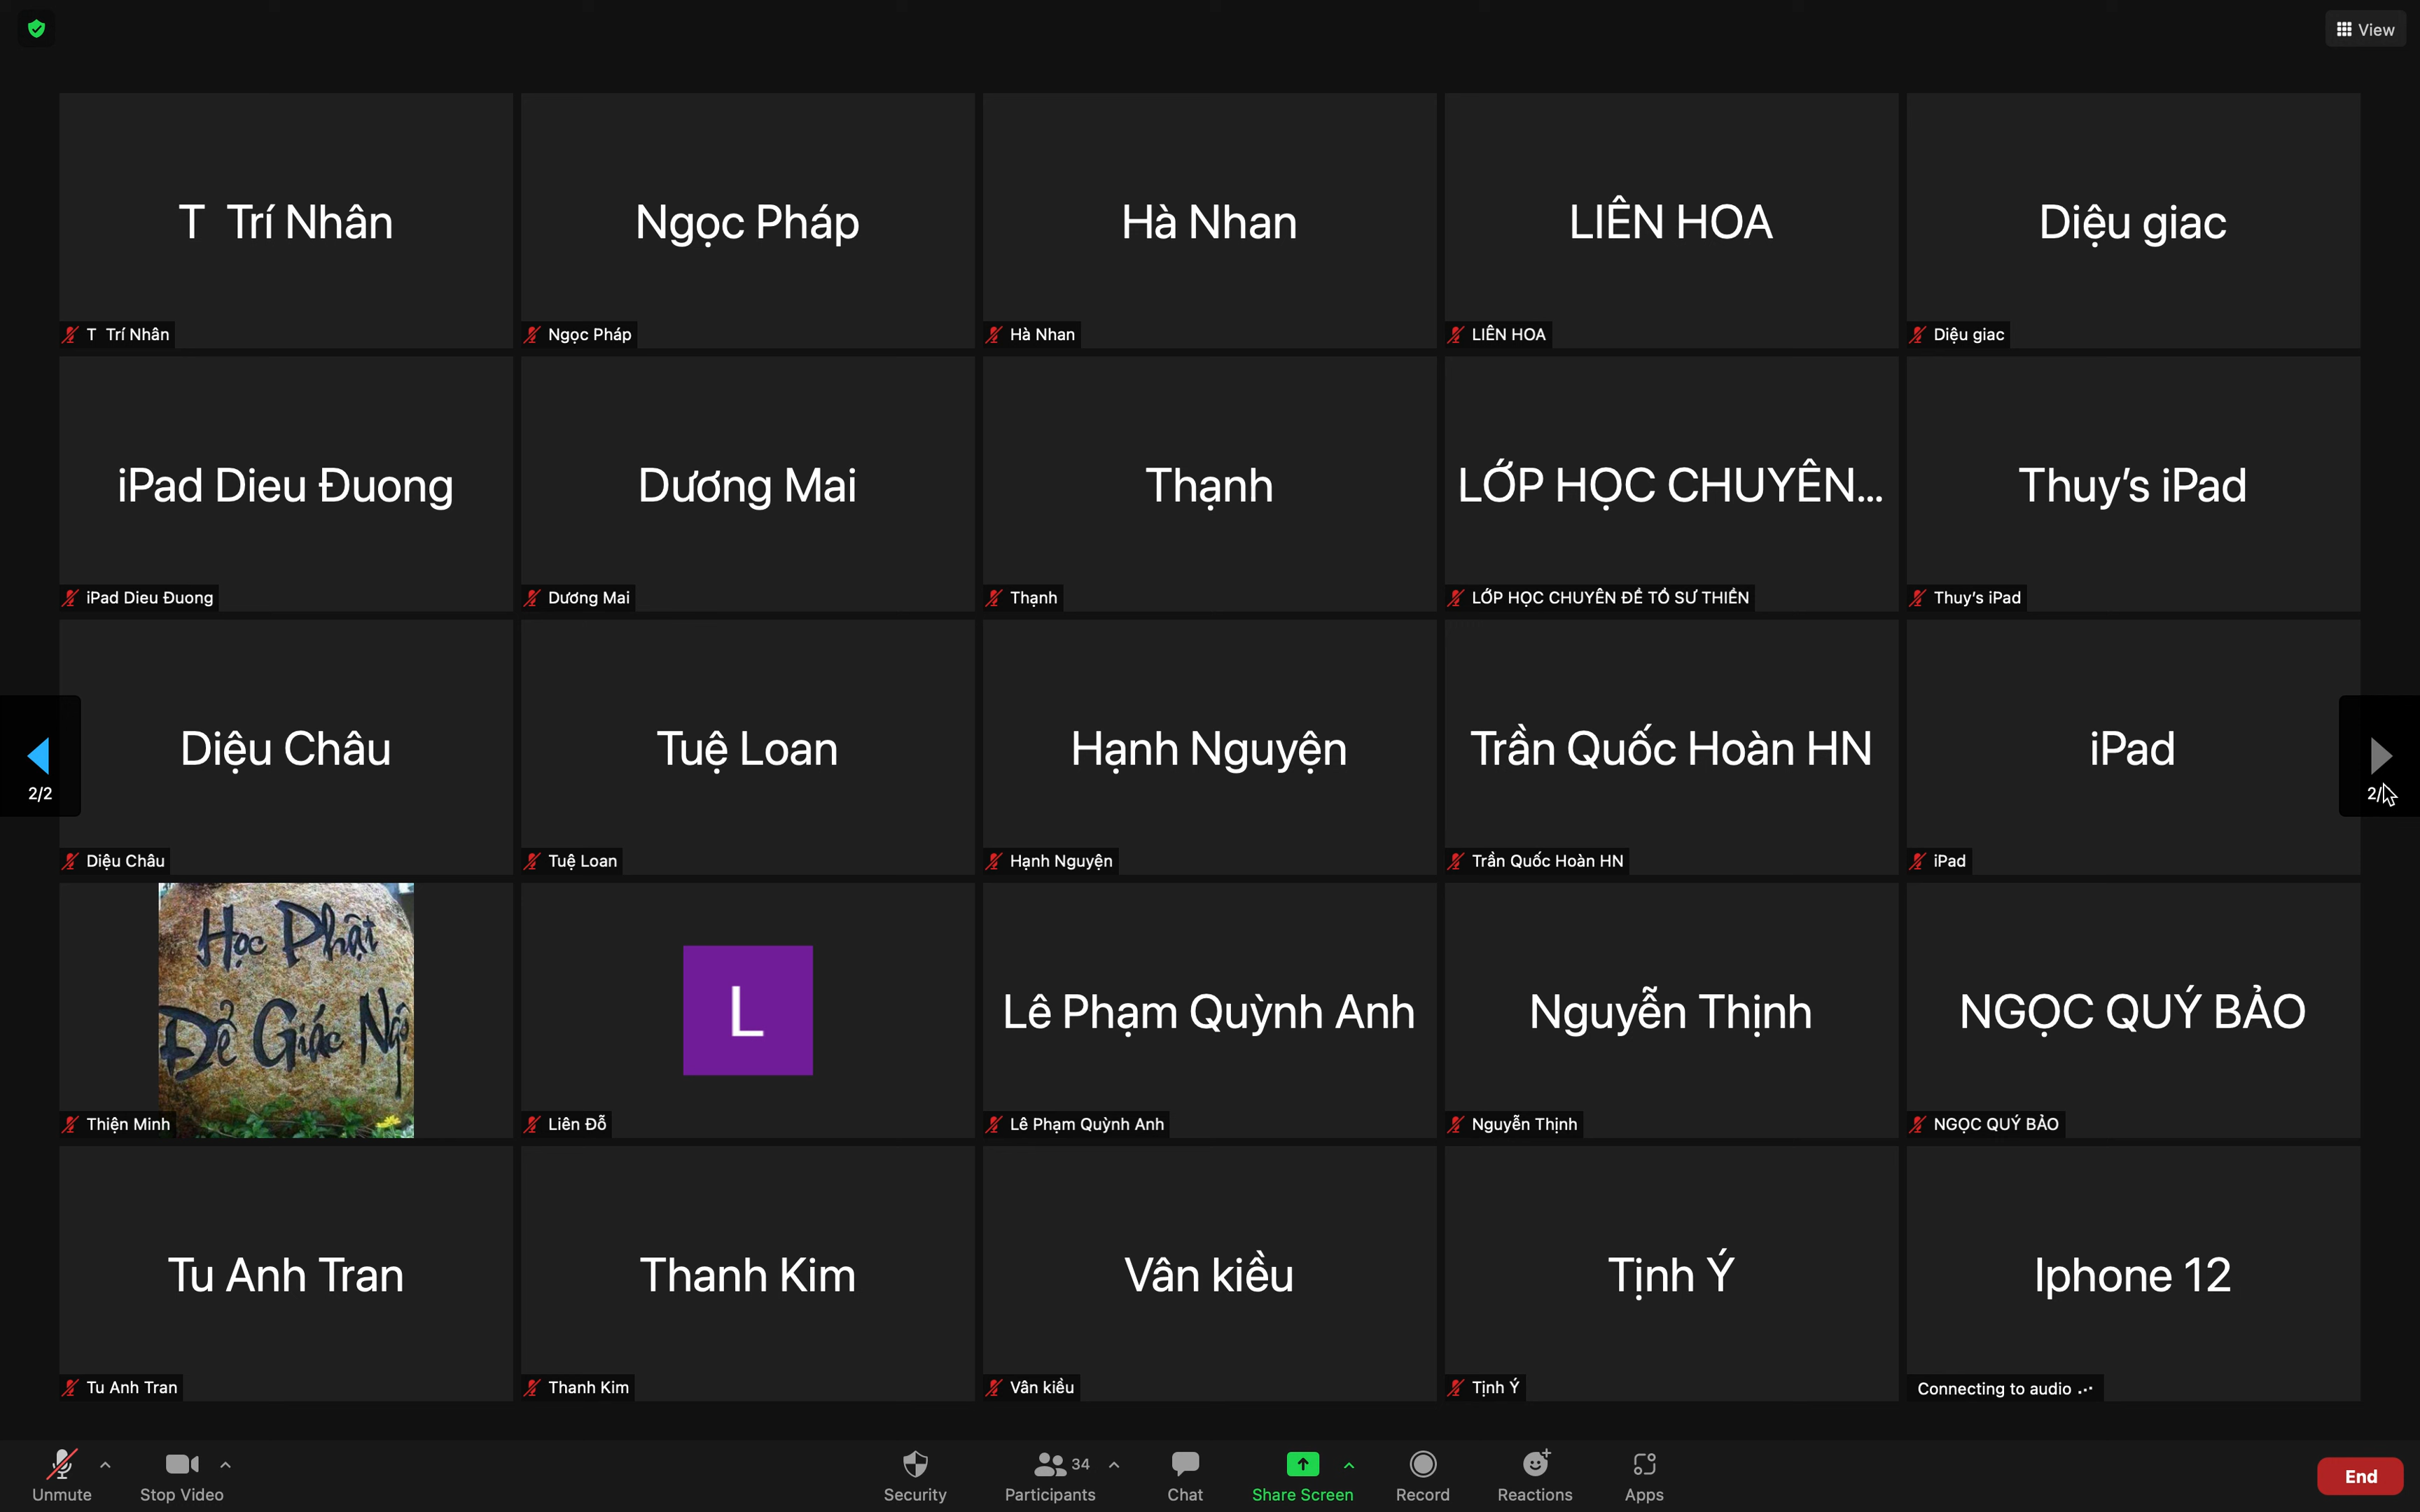 View
T  Trí Nhân
T  Trí Nhân
Ngọc Pháp
Ngọc Pháp
Hà Nhan
Hà Nhan
LIÊN HOA
LIÊN HOA
Diệu giac
Diệu giac
iPad Dieu Đuong
iPad Dieu Đuong
Dương Mai
Dương Mai
Thạnh
Thạnh
LỚP HỌC CHUYÊN...
LỚP HỌC CHUYÊN ĐỀ TỔ SƯ THIỀN
Thuy’s iPad
Thuy’s iPad
2/2
Diệu Châu
Diệu Châu
Tuệ Loan
Tuệ Loan
Hạnh Nguyện
Hạnh Nguyện
Trần Quốc Hoàn HN
Trần Quốc Hoàn HN
iPad
iPad
Học Phật
Để Giác Ngộ
Thiện Minh
L
Liên Đỗ
Lê Phạm Quỳnh Anh
Lê Phạm Quỳnh Anh
Nguyễn Thịnh
Nguyễn Thịnh
NGỌC QUÝ BẢO
NGỌC QUÝ BẢO
Tu Anh Tran
Tu Anh Tran
Thanh Kim
Thanh Kim
Vân kiều
Vân kiều
Tịnh Ý
Tịnh Ý
Iphone 12
Connecting to audio
Unmute
Stop Video
Security
34
Participants
Chat
Share Screen
Record
Reactions
Apps
End